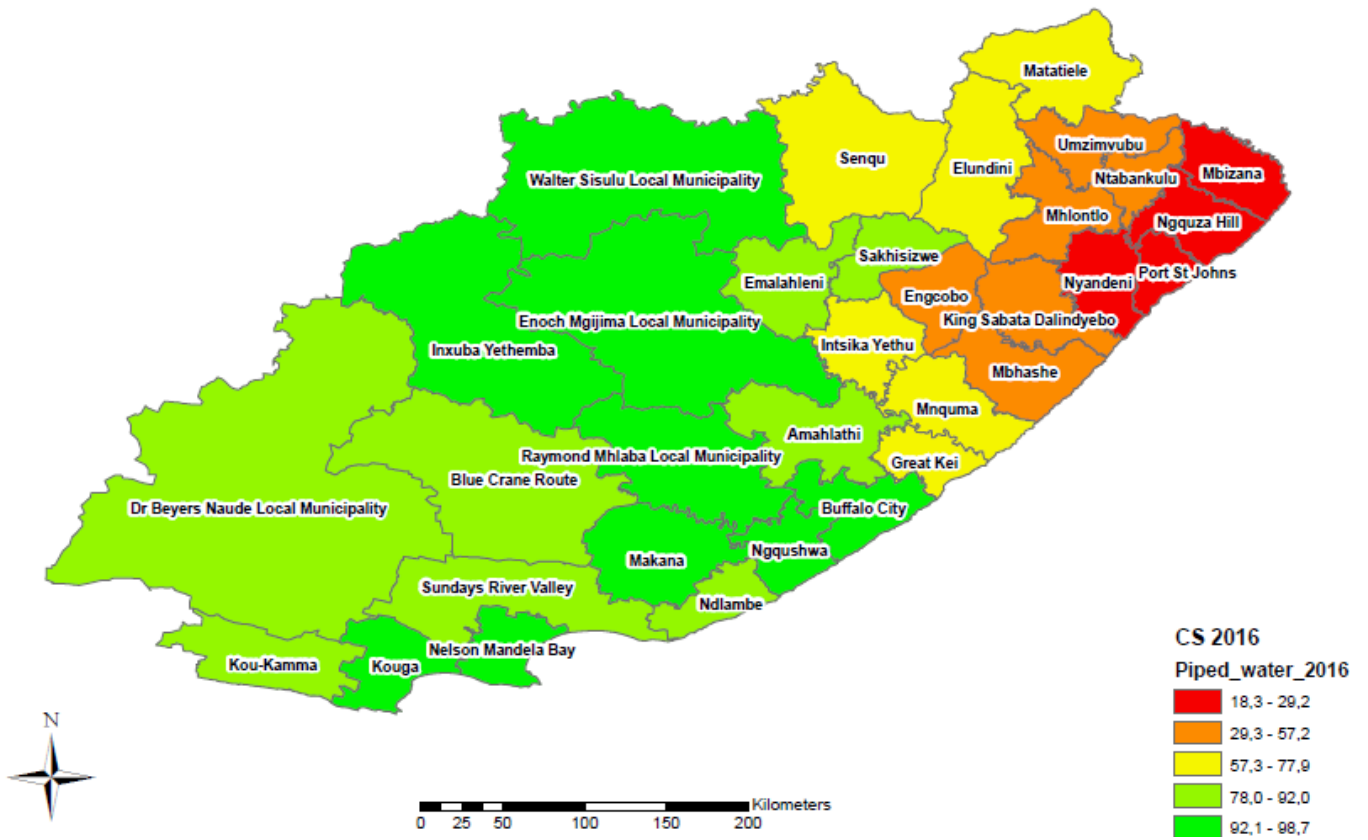 Matatiele
Umzimvubu
Senqu
Elundini
Mbizana
Ntabankulu
Walter Sisulu Local Municipality
Mhlontlo
Ngquza Hill
Sakhisizwe
Port St Johns
Emalahleni
Nyandeni
Engcobo
King Sabata Dalindyebo
Enoch Mgijima Local Municipality
Intsika Yethu
Inxuba Yethemba
Mbhashe
Mnquma
Amahlathi
Raymond Mhlaba Local Municipality
Great Kei
Blue Crane Route
Dr Beyers Naude Local Municipality
Buffalo City
Ngqushwa
Makana
Sundays River Valley
Ndlambe
Nelson Mandela Bay
Kou-Kamma
Kouga
CS 2016
Piped_water_2016
18,3 - 29,2
29,3 - 57,2
57,3 - 77,9
78,0 - 92,0
92,1 - 98,7
N
Kilometers
0 25 50 100 150 200